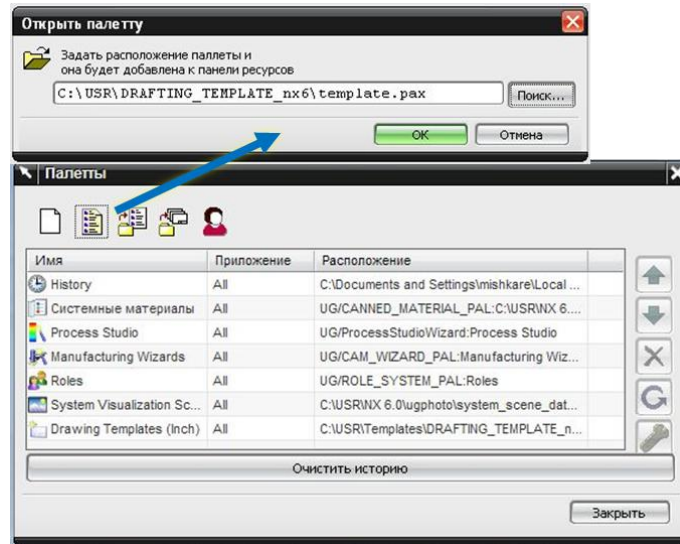 Открыть палетту
Задать расположение паллеты и
она будет добавлена к панели ресурсов
C:\USR\DRAFTING_TEMPLATE_nx6\template.pax
Поиск...
OK
Отмена
Палетты
Имя Приложение Расположение
History All C:\Documents and Settings\mishkare\Local ...
Системные материалы All UG/CANNED_MATERIAL_PAL:C:\USR\NX 6....
Process Studio All UG/ProcessStudioWizard:Process Studio
Manufacturing Wizards All UG/CAM_WIZARD_PAL:Manufacturing Wiz...
Roles All UG/ROLE_SYSTEM_PAL:Roles
System Visualization Sc... All C:\USR\NX 6.0\ugphoto\system_scene_dat...
Drawing Templates (Inch) All C:\USR\Templates\DRAFTING_TEMPLATE_n...
Очистить историю
Закрыть